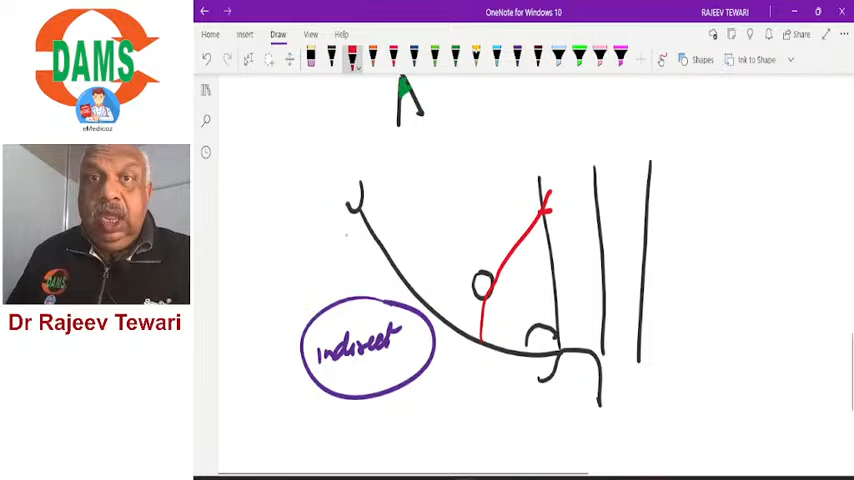 OneNote for Windows 10
RAJEEV TEWARI
Home Insert Draw View Help
Share
Shapes
Ink to Shape
DAMS
eMedicoz
DAMS
Dr Rajeev Tewari
Indirect